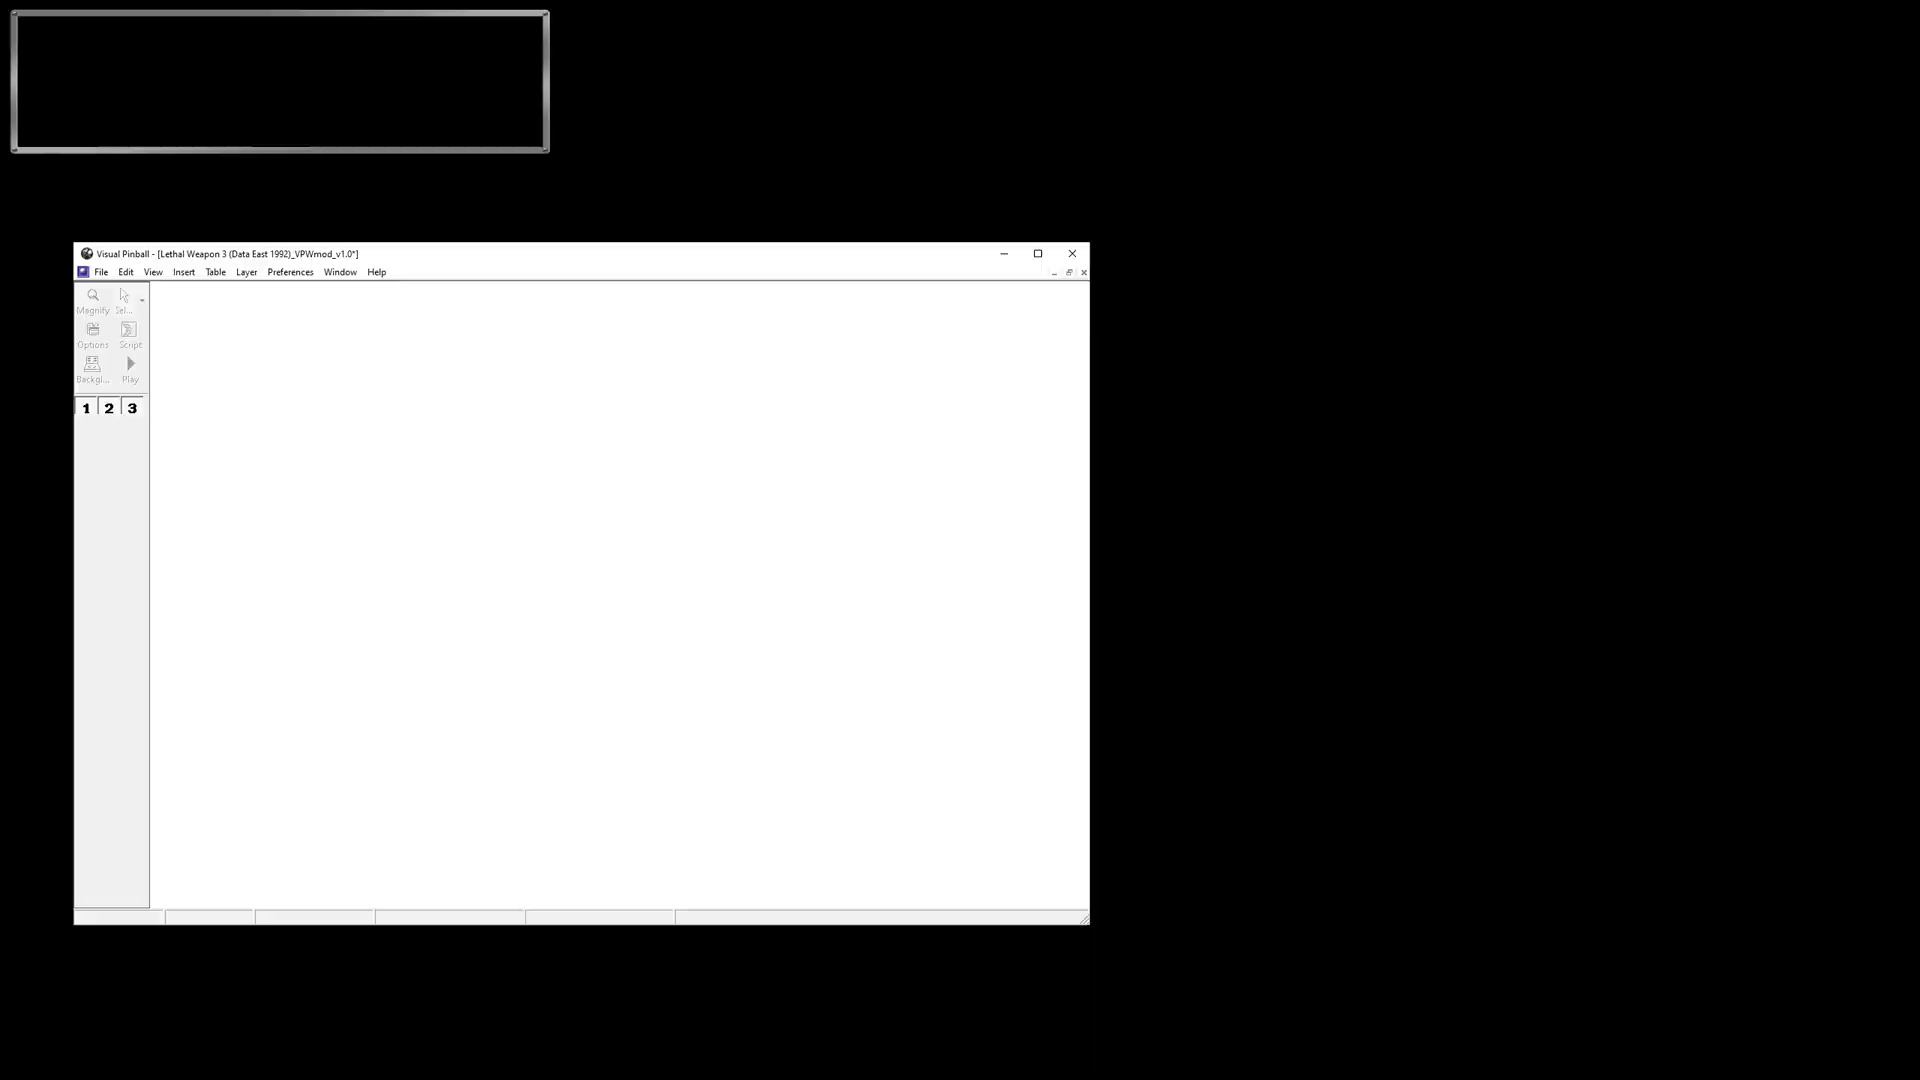 Visual Pinball - [Lethal Weapon 3 (Data East 1992)_VPWmod_v1.0*]
File Edit View Insert Table Layer Preferences Window Help
Magnify Sel...
Options Script
Backgl... Play
1 2 3